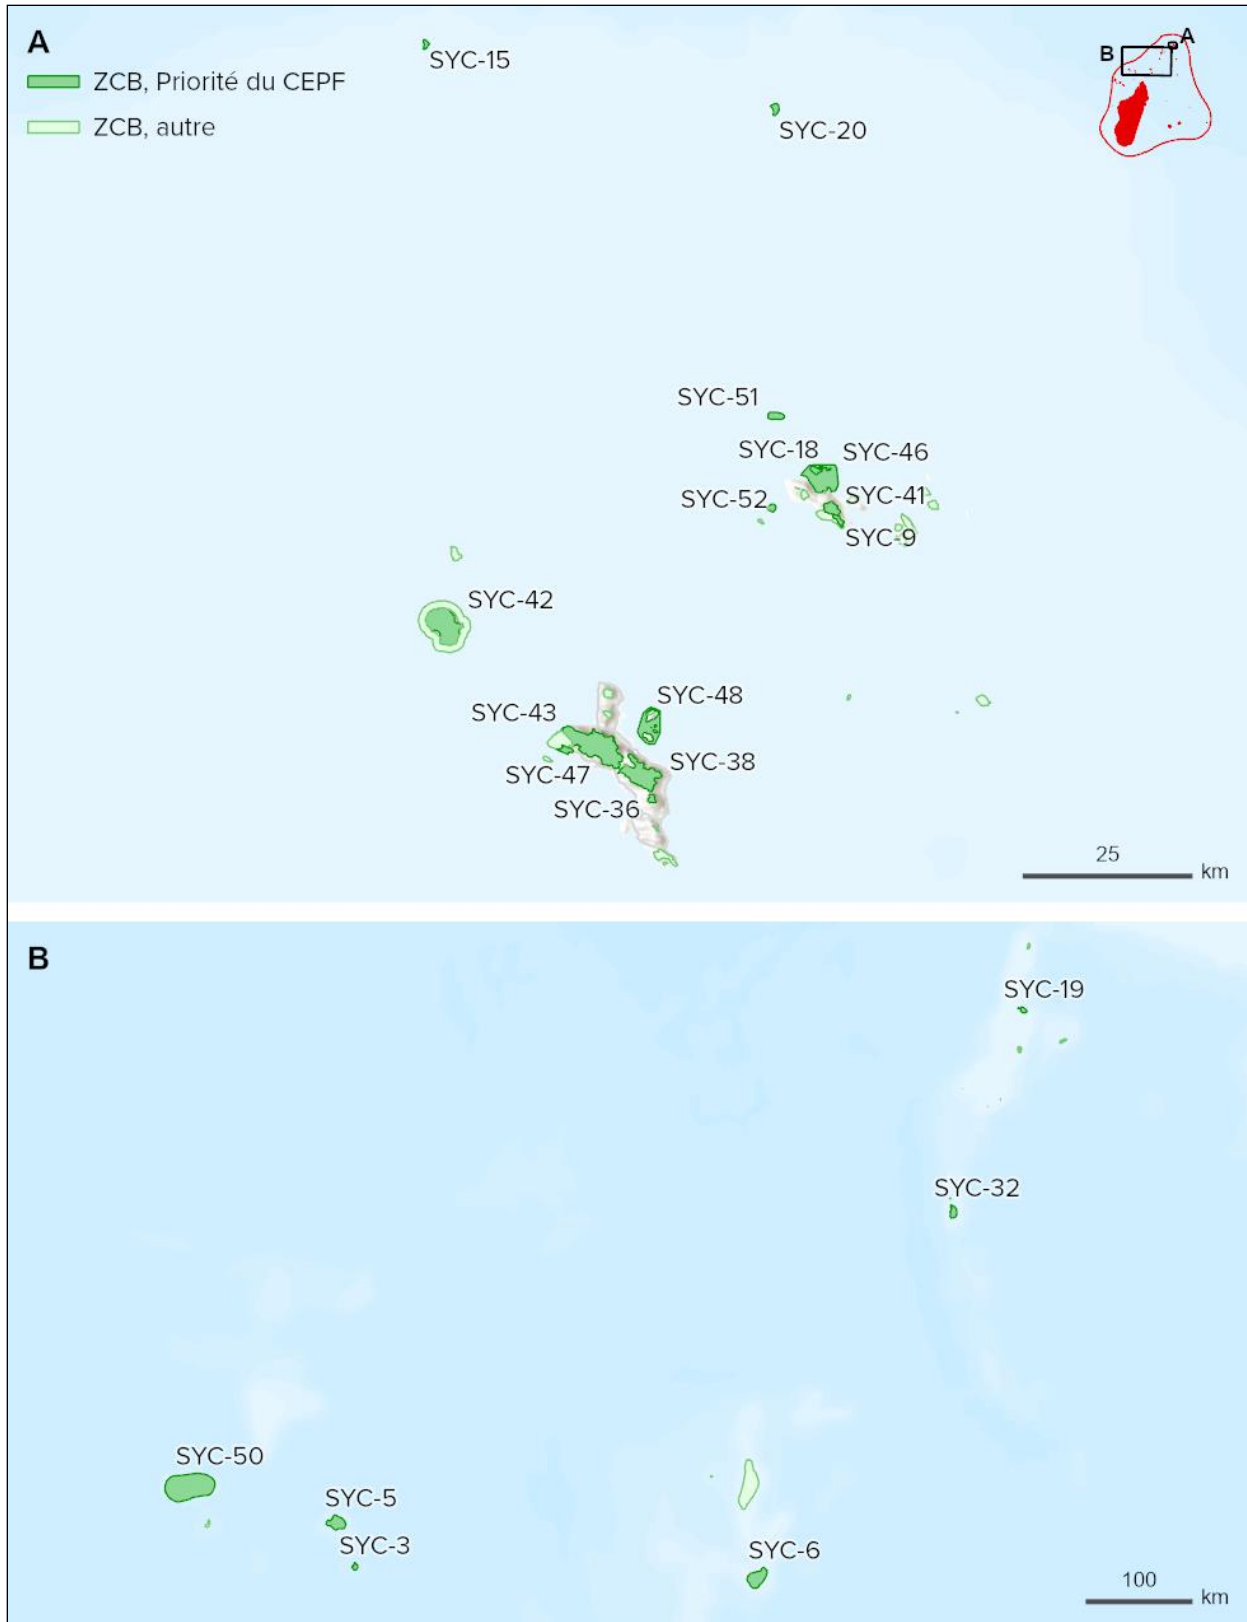 A
ZCB, Priorité du CEPF
ZCB, autre
SYC-15
SYC-20
A
B
SYC-51
SYC-18
SYC-46
SYC-52
SYC-41
SYC-9
SYC-42
SYC-48
SYC-43
SYC-38
SYC-47
SYC-36
25
km
B
SYC-19
SYC-32
SYC-50
SYC-5
SYC-3
SYC-6
100
km